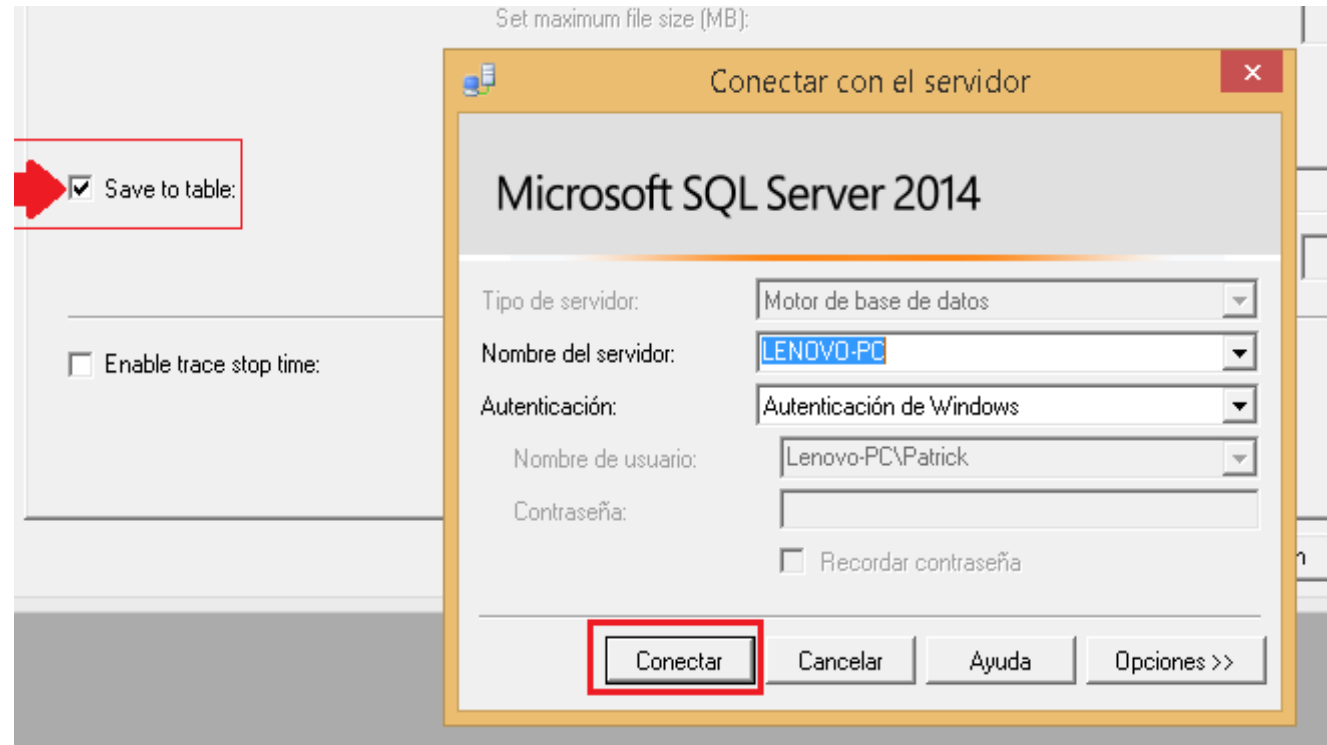 Set maximum file size (MB):
Conectar con el servidor
Save to table:
Microsoft SQL Server 2014
Tipo de servidor: Motor de base de datos
Nombre del servidor: LENOVO-PC
Enable trace stop time:
Autenticación: Autenticación de Windows
Nombre de usuario: Lenovo-PC\Patrick
Contraseña:
Recordar contraseña
Conectar Cancelar Ayuda Opciones >>